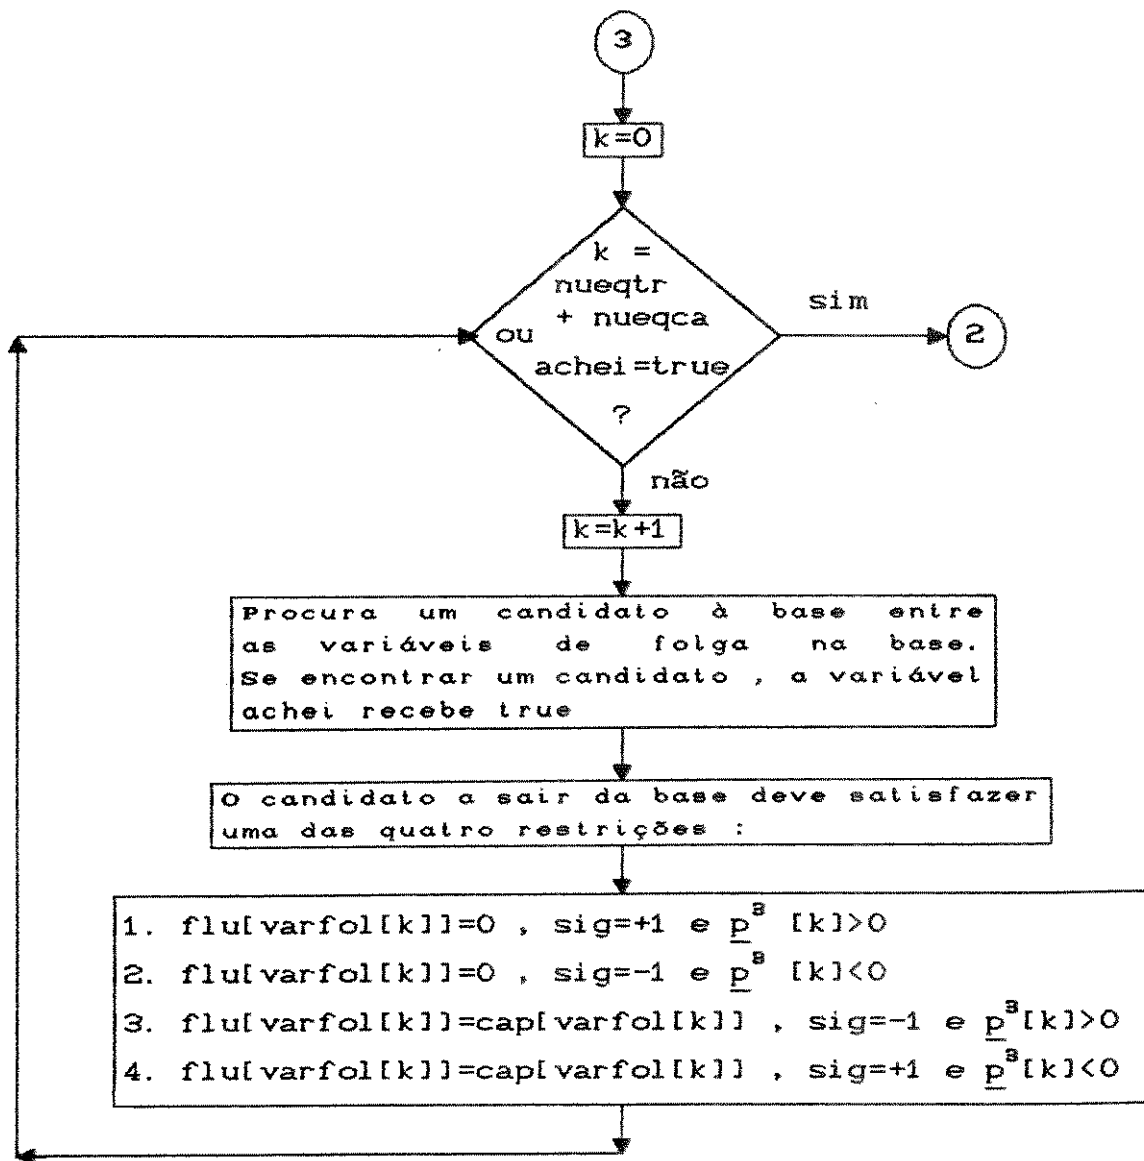 3
k=0
k =
nueqtr
+ nueqca
ou
achei=true
?
sim
2
não
k=k+1
Procura um candidato à base entre
as variáveis de folga na base.
Se encontrar um candidato , a variável
achei recebe true
O candidato a sair da base deve satisfazer
uma das quatro restrições :
1. flu[varfol[k]]=0 , sig=+1 e p³ [k]>0
2. flu[varfol[k]]=0 , sig=-1 e p³ [k]<0
3. flu[varfol[k]]=cap[varfol[k]] , sig=-1 e p³[k]>0
4. flu[varfol[k]]=cap[varfol[k]] , sig=+1 e p³[k]<0